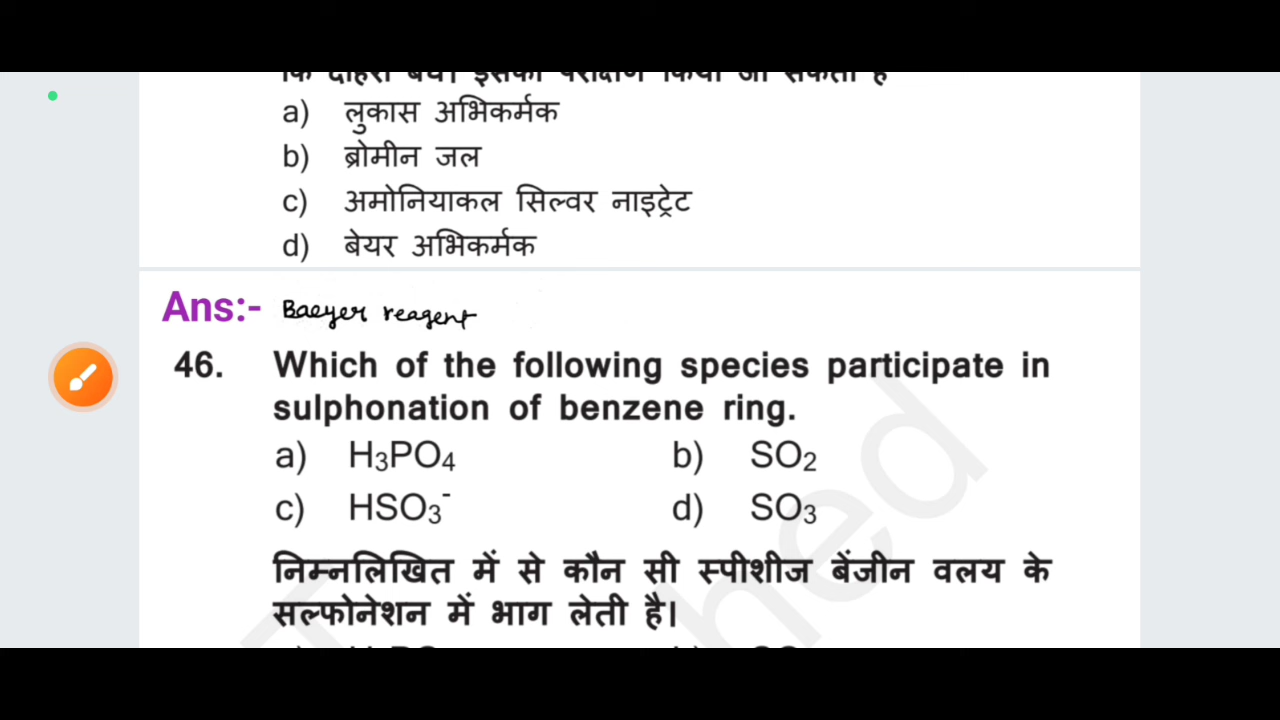 a) लुकास अभिकर्मक
b) ब्रोमीन जल
c) अमोनियाकल सिल्वर नाइट्रेट
d) बेयर अभिकर्मक
Ans:- Baeyer reagent
46. Which of the following species participate in
sulphonation of benzene ring.
a) H₃PO₄ b) SO₂
c) HSO₃⁻ d) SO₃
निम्नलिखित में से कौन सी स्पीशीज बेंजीन वलय के
सल्फोनेशन में भाग लेती है।